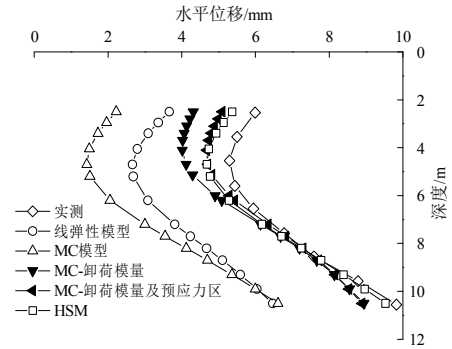 水平位移/mm
0 2 4 6 8 10
0
2
4
6
8
10
12
深度/m
实测
线弹性模型
MC模型
MC-卸荷模量
MC-卸荷模量及预应力区
HSM